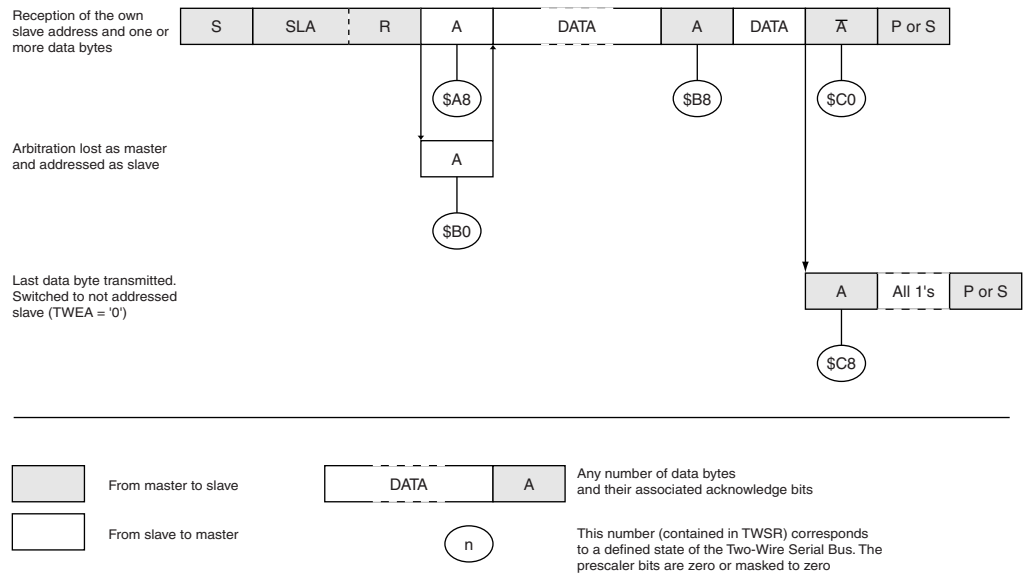 Reception of the own
slave address and one or
more data bytes
S SLA R A DATA A DATA A̅ P or S
$A8 $B8 $C0
Arbitration lost as master
and addressed as slave
A
$B0
Last data byte transmitted.
Switched to not addressed
slave (TWEA = '0')
A All 1's P or S
$C8
From master to slave
DATA A
Any number of data bytes
and their associated acknowledge bits
From slave to master
n
This number (contained in TWSR) corresponds
to a defined state of the Two-Wire Serial Bus. The
prescaler bits are zero or masked to zero